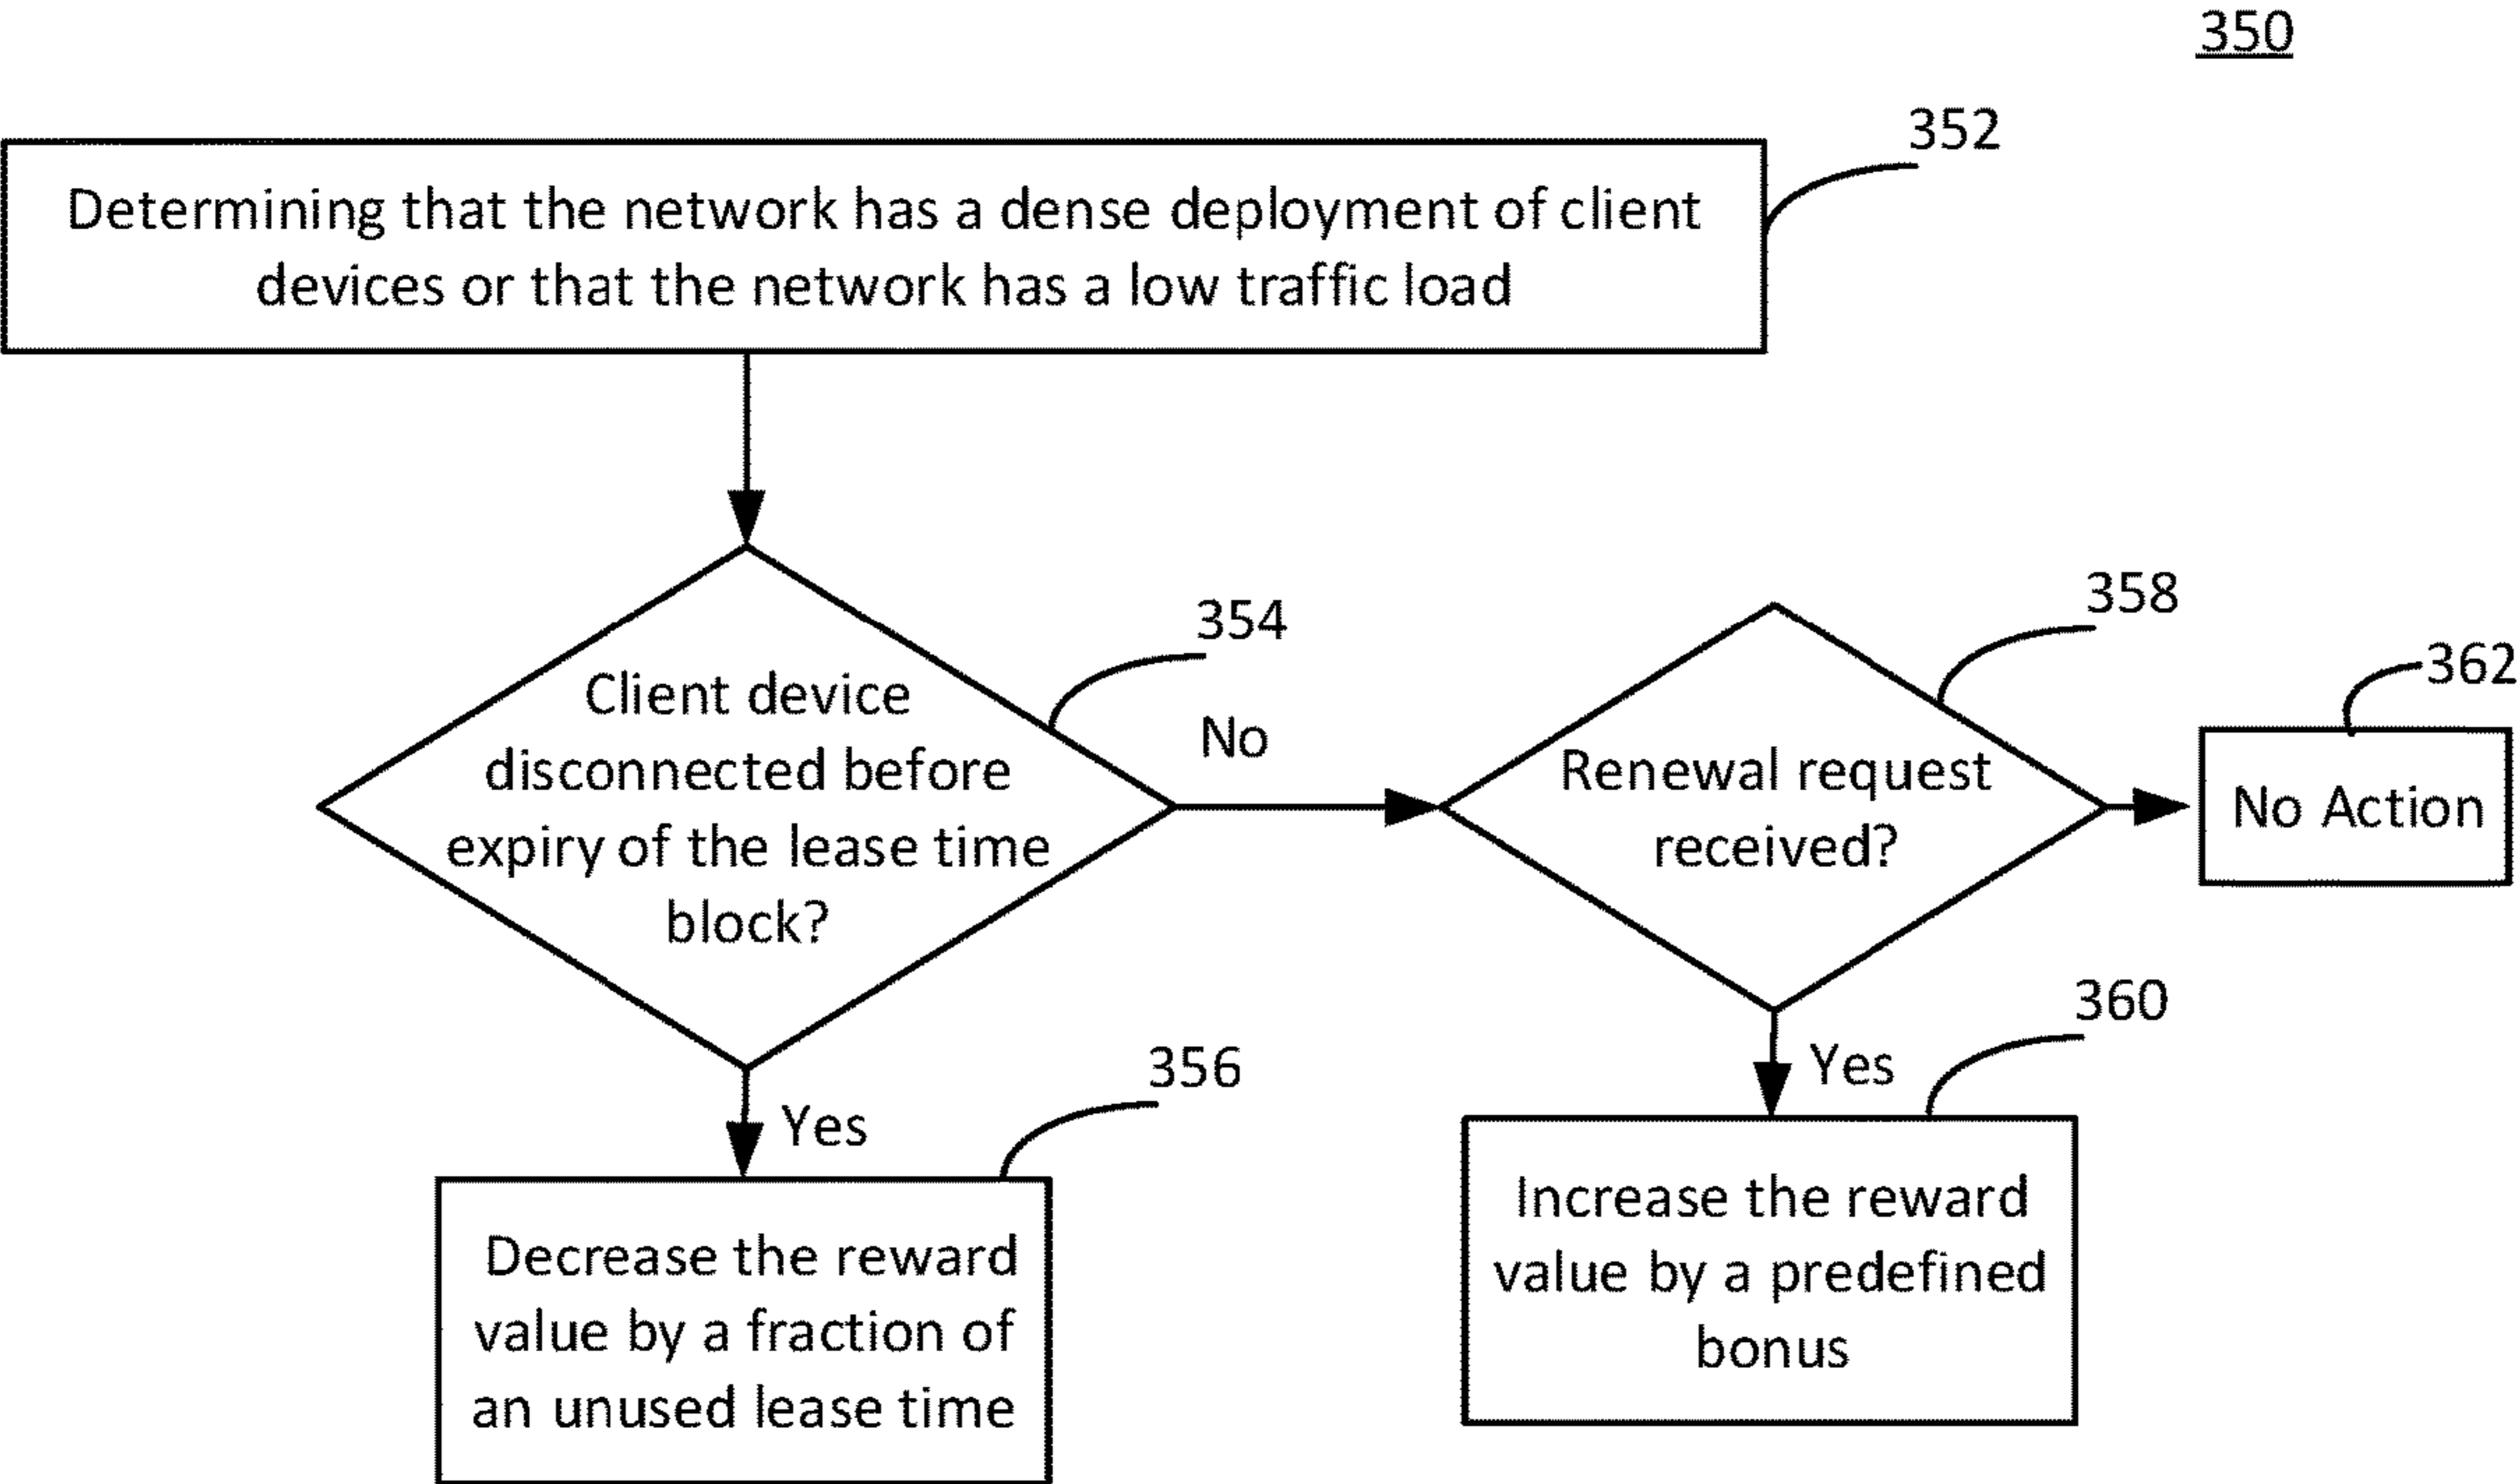 350
352
Determining that the network has a dense deployment of client
devices or that the network has a low traffic load
354
Client device
disconnected before
expiry of the lease time
block?
No
358
Renewal request
received?
362
No Action
Yes
356
Decrease the reward
value by a fraction of
an unused lease time
Yes
360
Increase the reward
value by a predefined
bonus